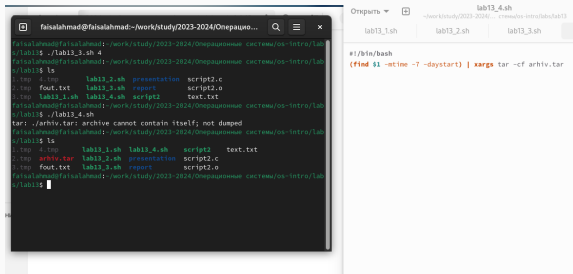 faisalahmad@faisalahmad:~/work/study/2023-2024/Операцио...
faisalahmad@faisalahmad:~/work/study/2023-2024/Операционные системы/os-intro/lab
s/lab13$ ./lab13_3.sh 4
faisalahmad@faisalahmad:~/work/study/2023-2024/Операционные системы/os-intro/lab
s/lab13$ ls
1.tmp 4.tmp lab13_2.sh presentation script2.c
2.tmp fout.txt lab13_3.sh report script2.o
3.tmp lab13_1.sh lab13_4.sh script2 text.txt
faisalahmad@faisalahmad:~/work/study/2023-2024/Операционные системы/os-intro/lab
s/lab13$ ./lab13_4.sh
tar: ./arhiv.tar: archive cannot contain itself; not dumped
faisalahmad@faisalahmad:~/work/study/2023-2024/Операционные системы/os-intro/lab
s/lab13$ ls
1.tmp 4.tmp lab13_1.sh lab13_4.sh script2 text.txt
2.tmp arhiv.tar lab13_2.sh presentation script2.c
3.tmp fout.txt lab13_3.sh report script2.o
faisalahmad@faisalahmad:~/work/study/2023-2024/Операционные системы/os-intro/lab
s/lab13$
Открыть
lab13_4.sh
lab13_1.sh lab13_2.sh lab13_3.sh
#!/bin/bash
(find $1 -mtime -7 -daystart) | xargs tar -cf arhiv.tar